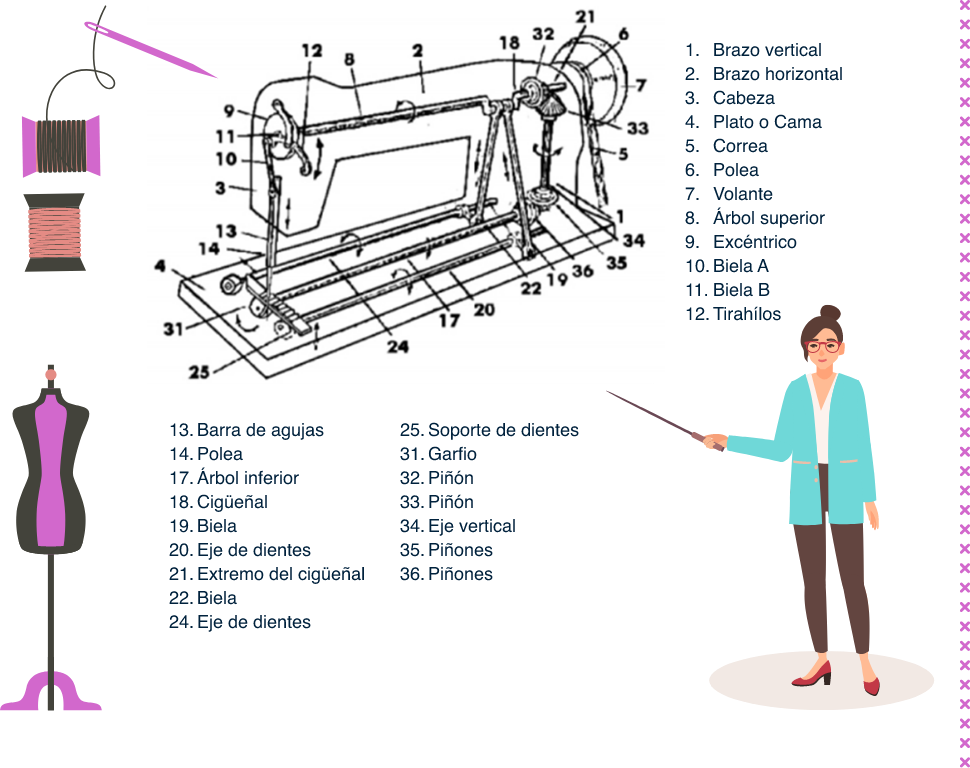 21
32
6
18
12
2
8
7
9
33
11
10
5
3
1
13
34
14
35
4
36
19
22
20
31
17
24
25
1. Brazo vertical
2. Brazo horizontal
3. Cabeza
4. Plato o Cama
5. Correa
6. Polea
7. Volante
8. Árbol superior
9. Excéntrico
10. Biela A
11. Biela B
12. Tirahílos
13. Barra de agujas
14. Polea
17. Árbol inferior
18. Cigüeñal
19. Biela
20. Eje de dientes
21. Extremo del cigüeñal
22. Biela
24. Eje de dientes
25. Soporte de dientes
31. Garfio
32. Piñón
33. Piñón
34. Eje vertical
35. Piñones
36. Piñones